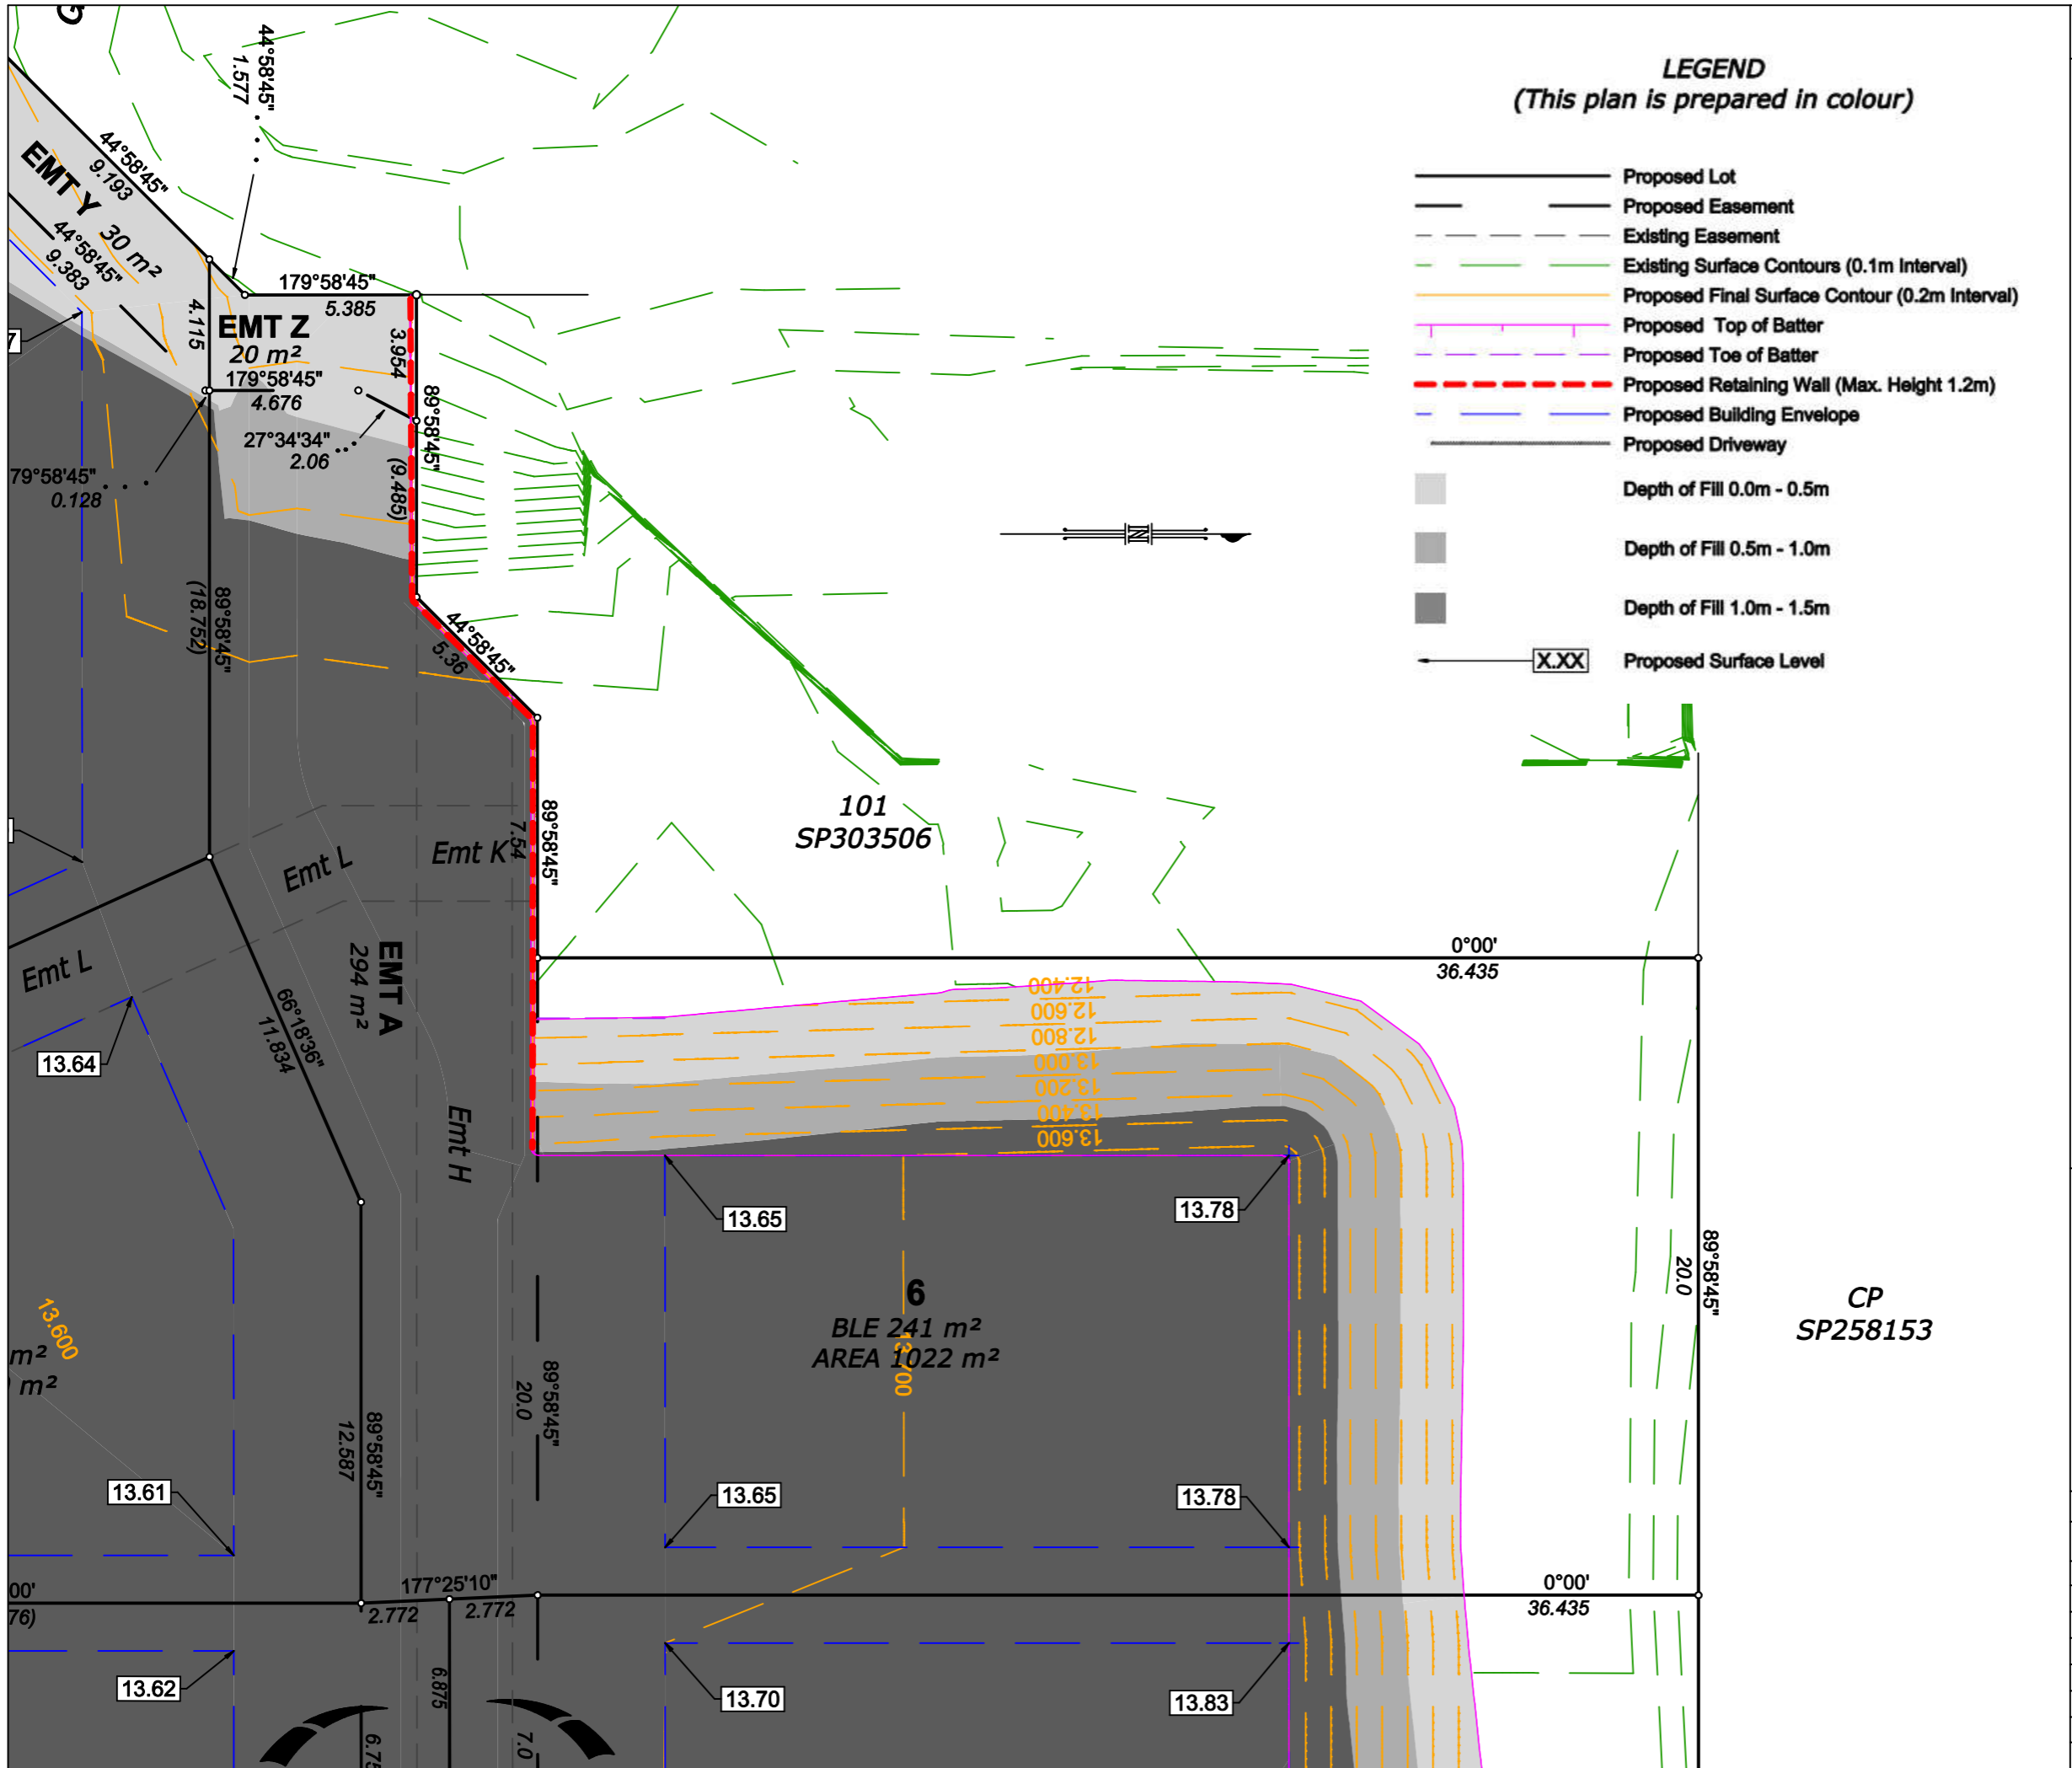 G
LEGEND
(This plan is prepared in colour)
Proposed Lot
Proposed Easement
Existing Easement
Existing Surface Contours (0.1m Interval)
Proposed Final Surface Contour (0.2m Interval)
Proposed Top of Batter
Proposed Toe of Batter
Proposed Retaining Wall (Max. Height 1.2m)
Proposed Building Envelope
Proposed Driveway
Depth of Fill 0.0m - 0.5m
Depth of Fill 0.5m - 1.0m
Depth of Fill 1.0m - 1.5m
X.XX Proposed Surface Level
N
44°58'45"
1.577
44°58'45"
9.193
EMT Y 30 m²
44°58'45"
9.383
179°58'45"
5.385
4.115
EMT Z
20 m²
179°58'45"
4.676
3.954
89°58'45"
(9.485)
27°34'34"
2.06
7
79°58'45"
0.128
89°58'45"
(18.752)
44°58'45"
5.36
89°58'45"
7.54
101
SP303506
Emt K
Emt L
Emt L
EMT A
294 m²
66°18'36"
11.834
Emt H
13.64
0°00'
36.435
12.400
12.600
12.800
13.000
13.200
13.400
13.600
13.65
13.78
89°58'45"
20.0
CP
SP258153
6
BLE 241 m²
AREA 1022 m²
13.700
13.600
m²
m²
89°58'45"
12.587
89°58'45"
20.0
13.61
13.65
13.78
00'
76)
177°25'10"
2.772
2.772
0°00'
36.435
13.62
6.875
6.75
7.0
13.70
13.83